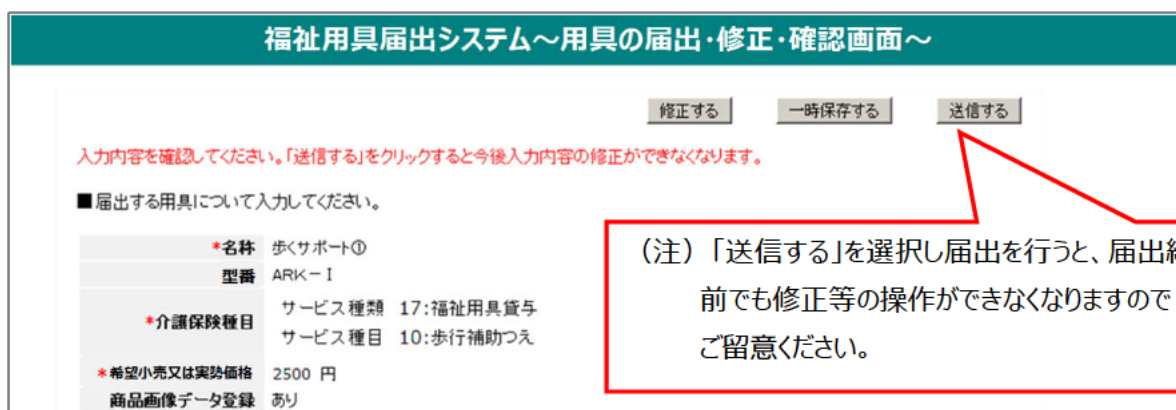 福祉用具届出システム～用具の届出・修正・確認画面～
修正する 一時保存する 送信する
入力内容を確認してください。「送信する」をクリックすると今後入力内容の修正ができなくなります。
■届出する用具について入力してください。
*名称 歩くサポート①
型番 ARK－Ⅰ
*介護保険種目 サービス種類 17:福祉用具貸与
サービス種目 10:歩行補助つえ
*希望小売又は実勢価格 2500 円
商品画像データ登録 あり
（注）「送信する」を選択し届出を行うと、届出
前でも修正等の操作ができなくなりますので
ご留意ください。